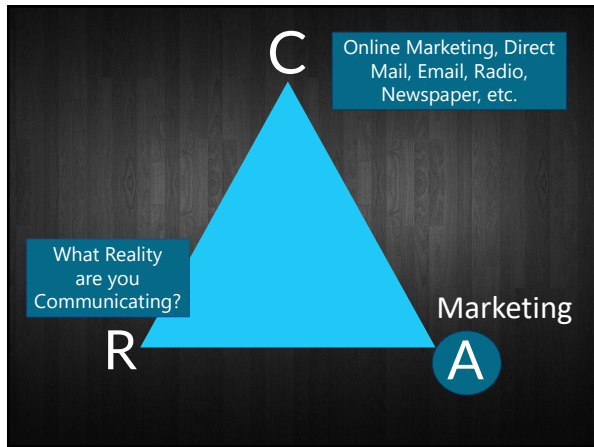 C
Online Marketing, Direct
Mail, Email, Radio,
Newspaper, etc.
What Reality
are you
Communicating?
Marketing
R
A